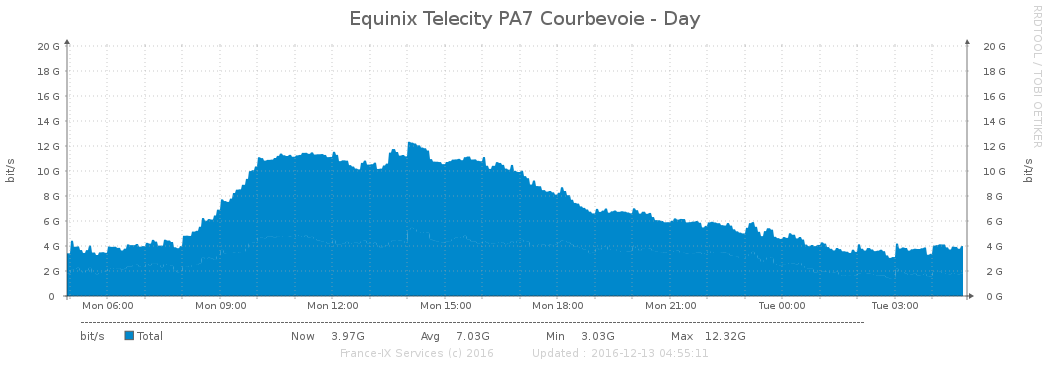 Equinix Telecity PA7 Courbevoie - Day
RRDTOOL / TOBI OETIKER
bit/s
bit/s
20 G 20 G
18 G 18 G
16 G 16 G
14 G 14 G
12 G 12 G
10 G 10 G
8 G 8 G
6 G 6 G
4 G 4 G
2 G 2 G
0 0 G
Mon 06:00 Mon 09:00 Mon 12:00 Mon 15:00 Mon 18:00 Mon 21:00 Tue 00:00 Tue 03:00
bit/s Total Now 3.97G Avg 7.03G Min 3.03G Max 12.32G
France-IX Services (c) 2016 Updated : 2016-12-13 04:55:11